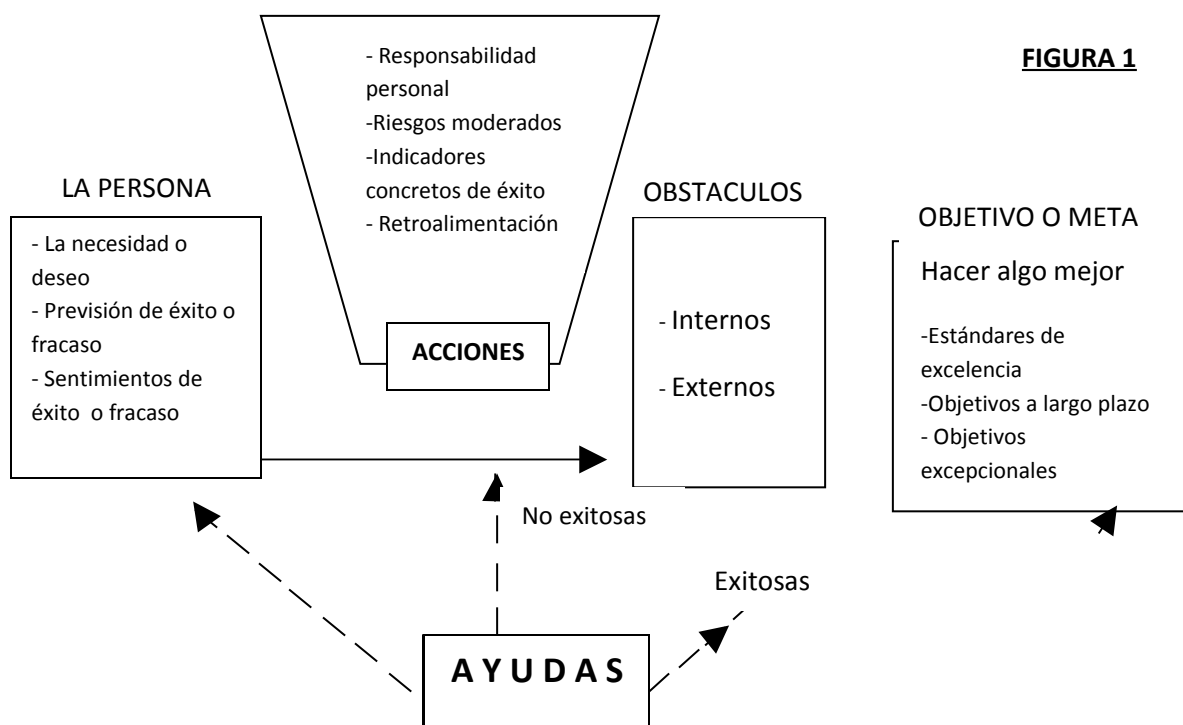 FIGURA 1
- Responsabilidad
personal
-Riesgos moderados
-Indicadores
concretos de éxito
- Retroalimentación
ACCIONES
LA PERSONA
- La necesidad o
deseo
- Previsión de éxito o
fracaso
- Sentimientos de
éxito o fracaso
OBSTACULOS
- Internos
- Externos
OBJETIVO O META
Hacer algo mejor
-Estándares de
excelencia
-Objetivos a largo plazo
- Objetivos
excepcionales
No exitosas
Exitosas
A Y U D A S